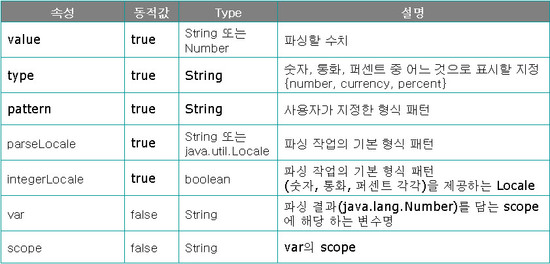 속성 동적값 Type 설명
value true String 또는 Number 파싱할 수치
type true String 숫자, 통화, 퍼센트 중 어느 것으로 표시할 지정 {number, currency, percent}
pattern true String 사용자가 지정한 형식 패턴
parseLocale true String 또는 java.util.Locale 파싱 작업의 기본 형식 패턴
integerLocale true boolean 파싱 작업의 기본 형식 패턴 (숫자, 통화, 퍼센트 각각)을 제공하는 Locale
var false String 파싱 결과(java.lang.Number)를 담는 scope에 해당 하는 변수명
scope false String var의 scope